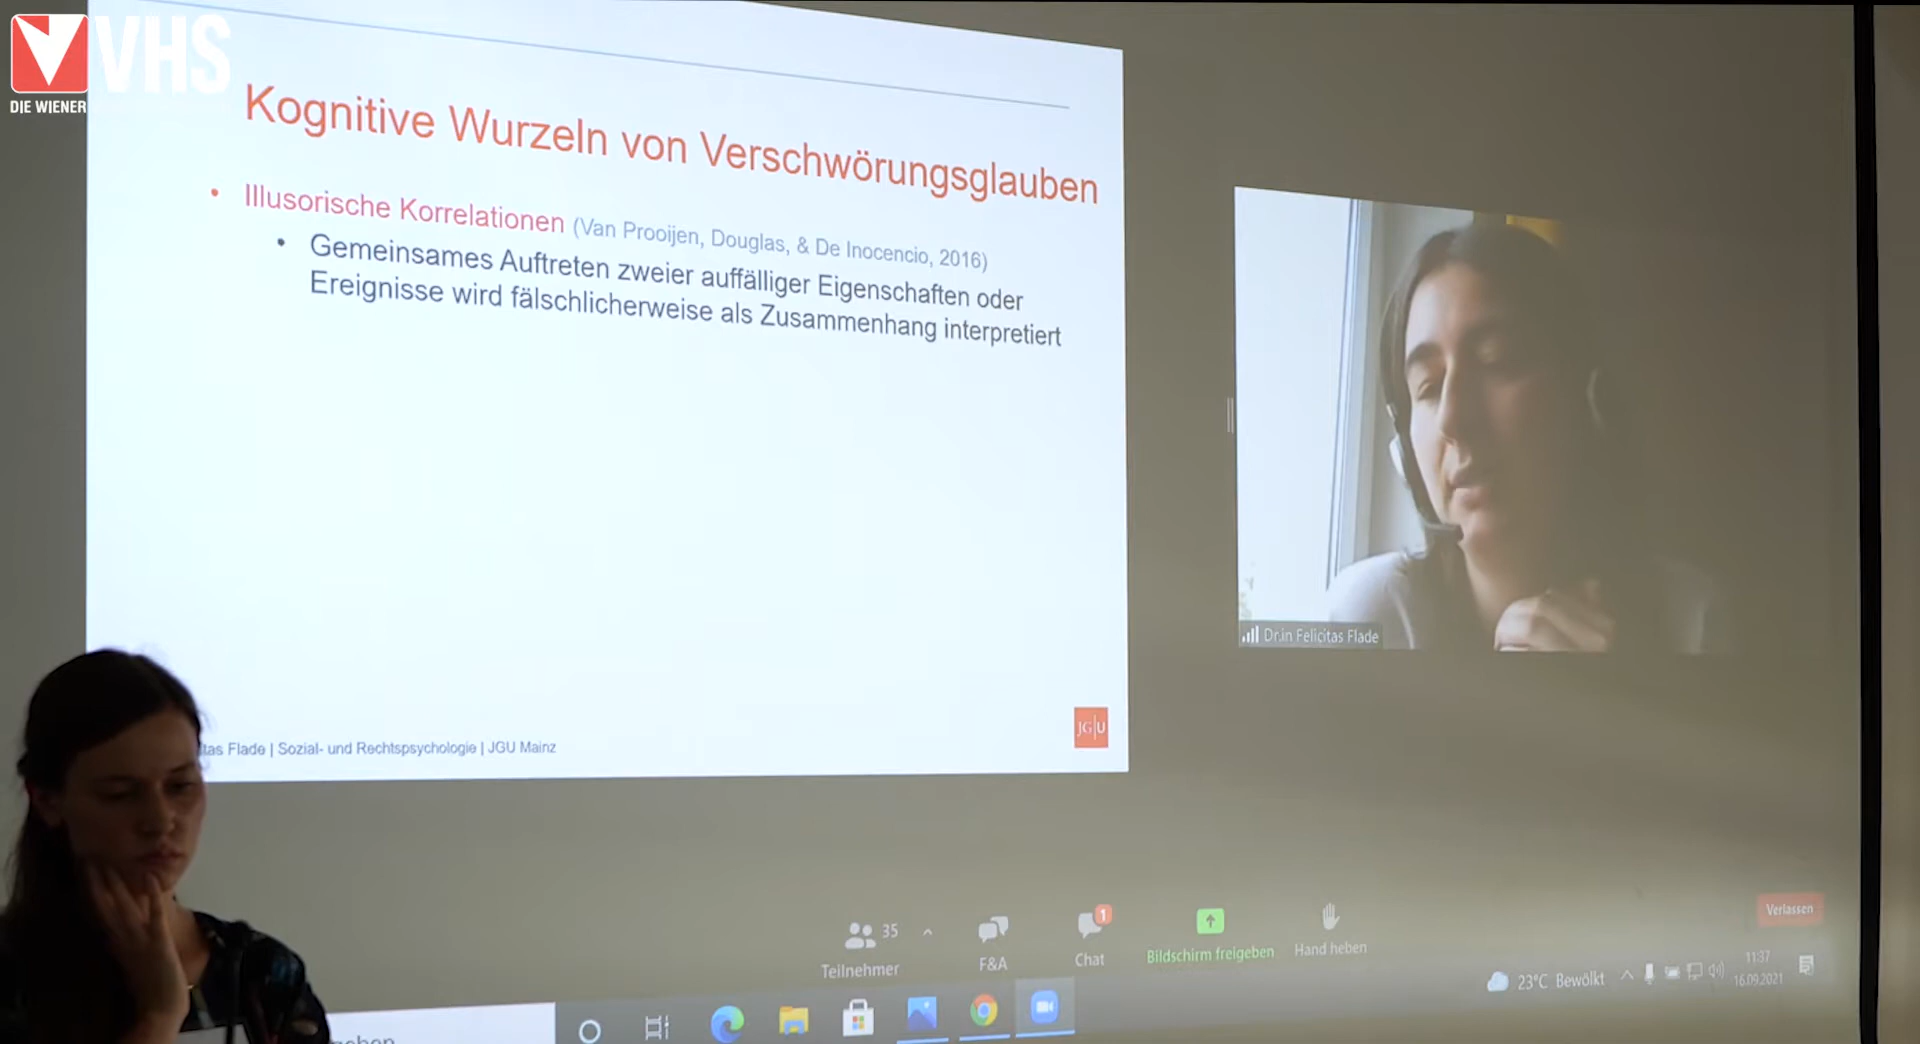 VHS
DIE WIENER
Kognitive Wurzeln von Verschwörungsglauben
• Illusorische Korrelationen (Van Prooijen, Douglas, & De Inocencio, 2016)
• Gemeinsames Auftreten zweier auffälliger Eigenschaften oder
Ereignisse wird fälschlicherweise als Zusammenhang interpretiert
Dr.in Felicitas Flade
tas Flade | Sozial- und Rechtspsychologie | JGU Mainz
JG|U
35
Teilnehmer
F&A
1
Chat
Bildschirm freigeben
Hand heben
Verlassen
23°C Bewölkt
11:37
16.09.2021